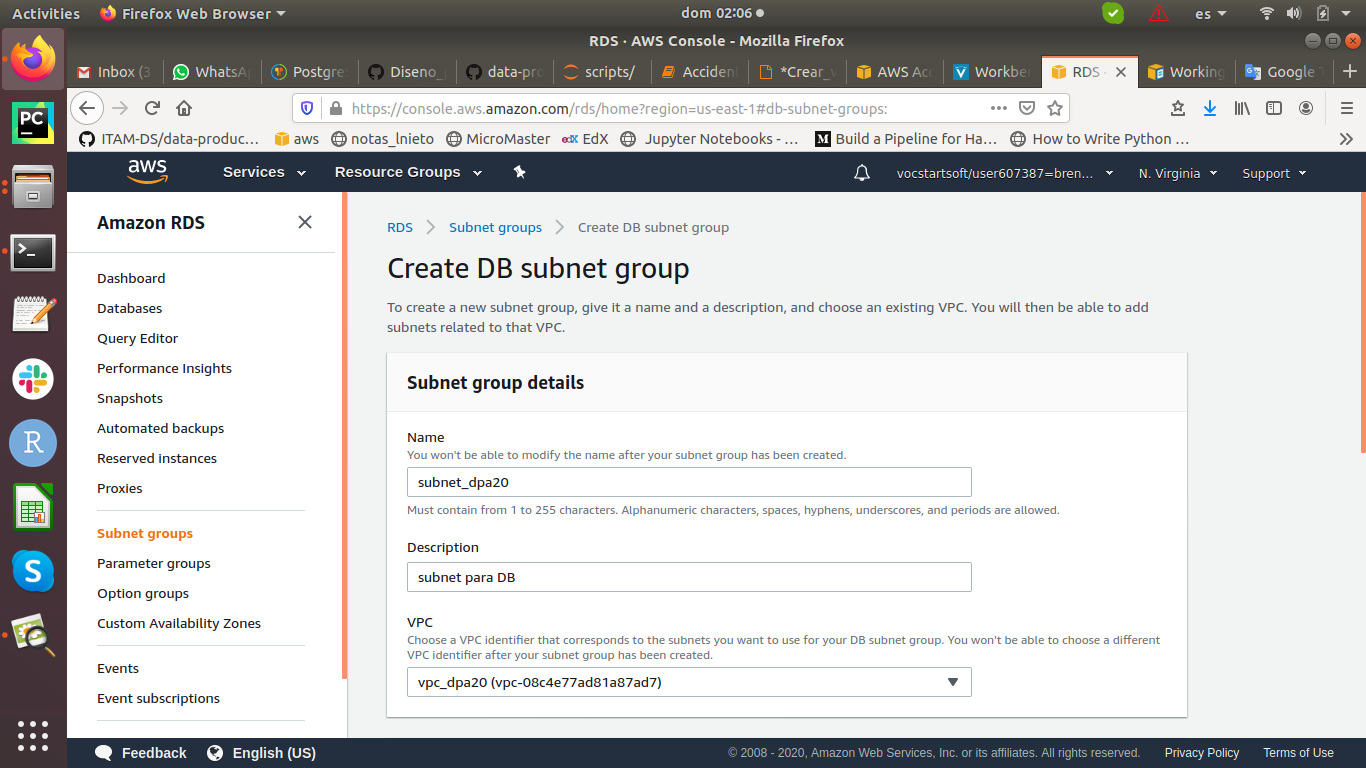 Activities Firefox Web Browser dom 02:06 es
RDS · AWS Console - Mozilla Firefox
Inbox (3 WhatsA Postgre Diseno_ data-pro scripts/ Acciden *Crear_v AWS Acc Workbe RDS · Working Google T
https://console.aws.amazon.com/rds/home?region=us-east-1#db-subnet-groups:
ITAM-DS/data-produc... aws notas_lnieto MicroMaster edX EdX Jupyter Notebooks - ... M Build a Pipeline for Ha... How to Write Python ...
aws Services Resource Groups vocstartsoft/user607387=bren... N. Virginia Support
Amazon RDS
Dashboard
Databases
Query Editor
Performance Insights
Snapshots
Automated backups
Reserved instances
Proxies
Subnet groups
Parameter groups
Option groups
Custom Availability Zones
Events
Event subscriptions
RDS Subnet groups Create DB subnet group
Create DB subnet group
To create a new subnet group, give it a name and a description, and choose an existing VPC. You will then be able to add
subnets related to that VPC.
Subnet group details
Name
You won't be able to modify the name after your subnet group has been created.
subnet_dpa20
Must contain from 1 to 255 characters. Alphanumeric characters, spaces, hyphens, underscores, and periods are allowed.
Description
subnet para DB
VPC
Choose a VPC identifier that corresponds to the subnets you want to use for your DB subnet group. You won't be able to choose a different
VPC identifier after your subnet group has been created.
vpc_dpa20 (vpc-08c4e77ad81a87ad7)
PC
R
S
Feedback English (US) © 2008 - 2020, Amazon Web Services, Inc. or its affiliates. All rights reserved. Privacy Policy Terms of Use